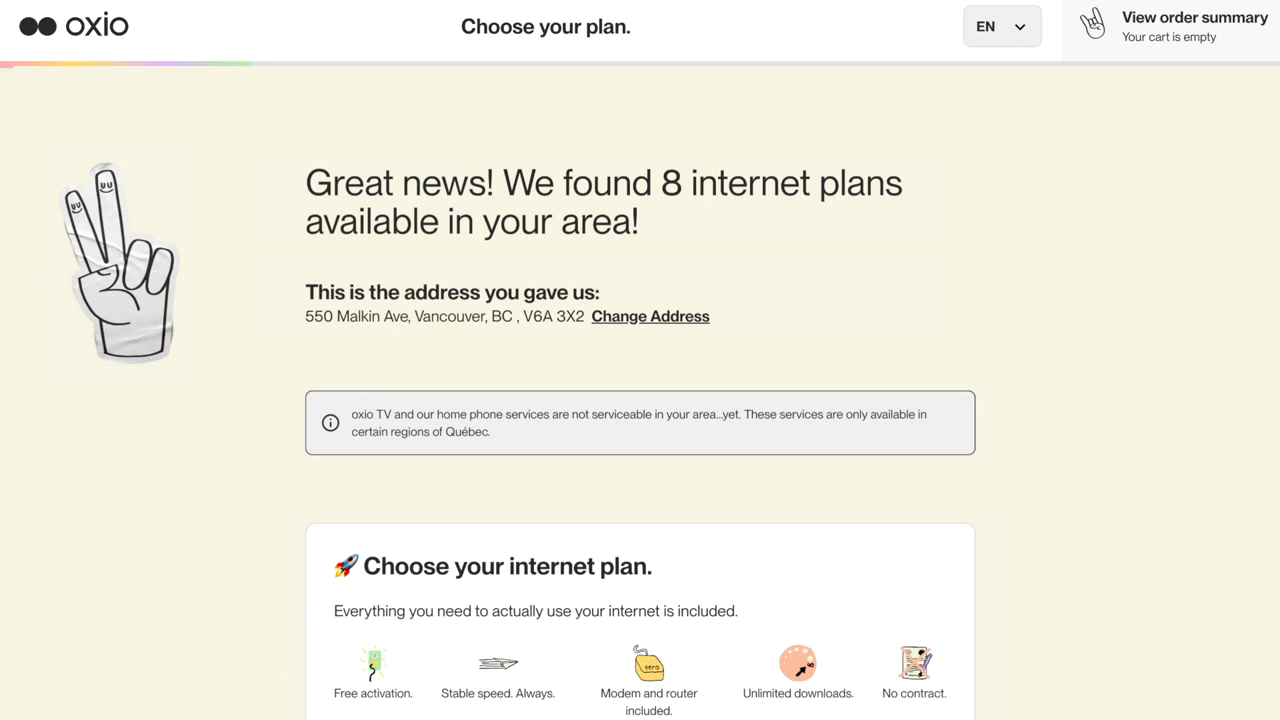 oxio
Choose your plan.
EN
View order summary
Your cart is empty
Great news! We found 8 internet plans
available in your area!
This is the address you gave us:
550 Malkin Ave, Vancouver, BC , V6A 3X2 Change Address
oxio TV and our home phone services are not serviceable in your area...yet. These services are only available in
certain regions of Québec.
🚀 Choose your internet plan.
Everything you need to actually use your internet is included.
Free activation.
Stable speed. Always.
Modem and router
included.
Unlimited downloads.
No contract.